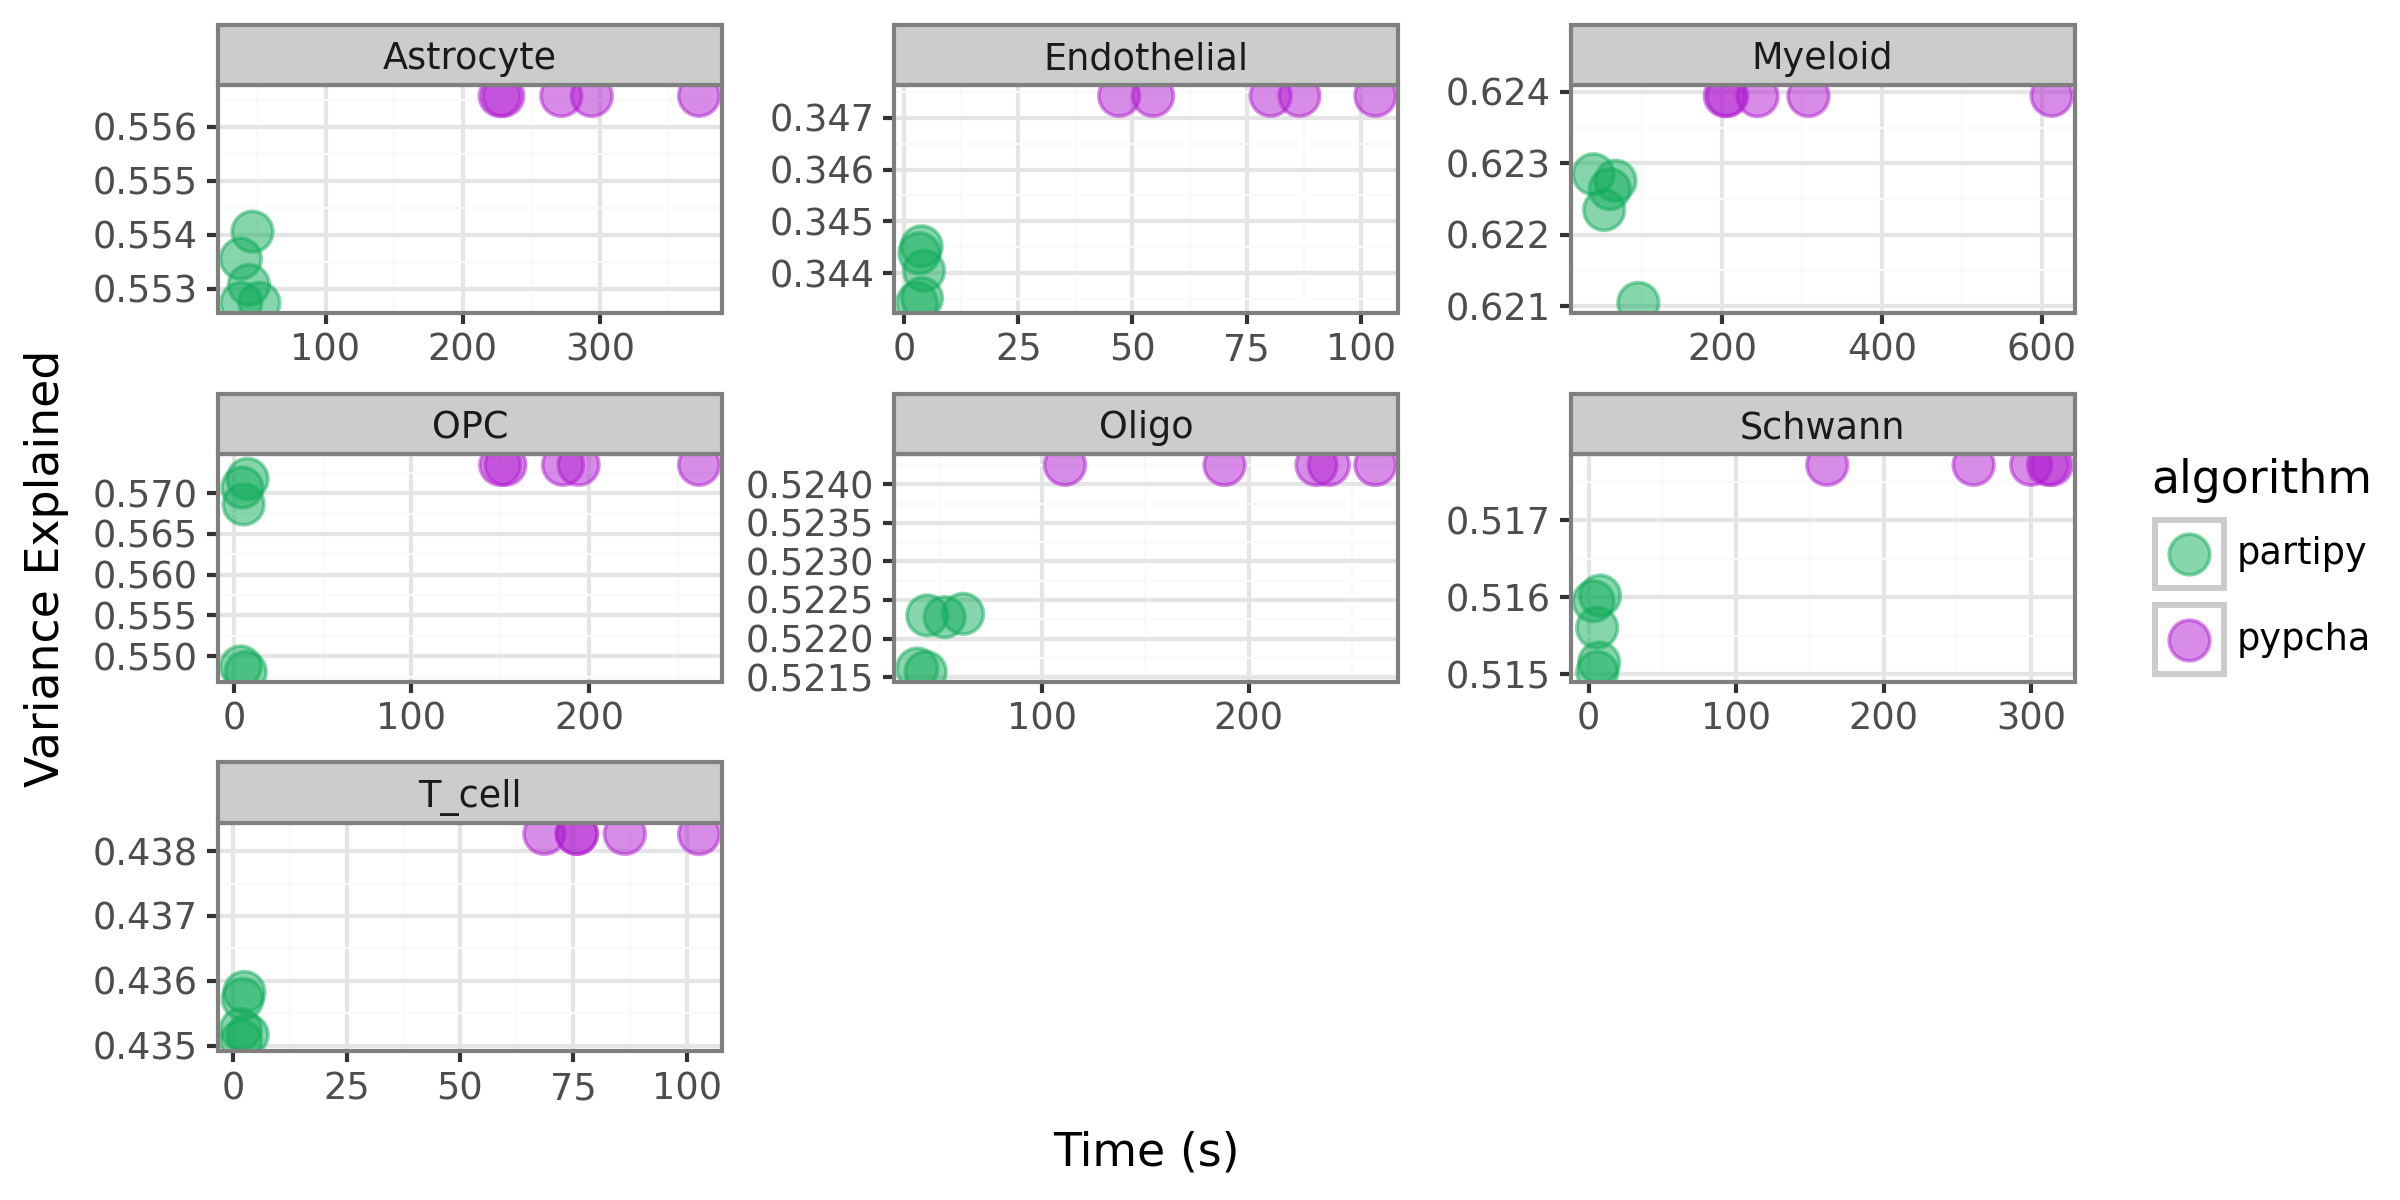 Astrocyte
0.556
0.555
0.554
0.553
100 200 300
Endothelial
0.347
0.346
0.345
0.344
0 25 50 75 100
Myeloid
0.624
0.623
0.622
0.621
200 400 600
OPC
0.570
0.565
0.560
0.555
0.550
0 100 200
Oligo
0.5240
0.5235
0.5230
0.5225
0.5220
0.5215
100 200
Schwann
0.517
0.516
0.515
0 100 200 300
T_cell
0.438
0.437
0.436
0.435
0 25 50 75 100
Variance Explained
Time (s)
algorithm
partipy
pypcha